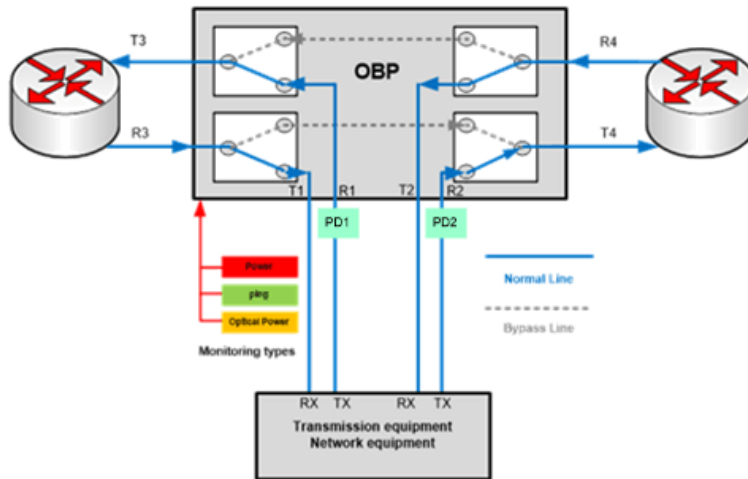 T3
OBP
R4
R3
T4
T1
R1
T2
R2
PD1
PD2
Power
ping
Optical Power
Monitoring types
Normal Line
Bypass Line
RX
TX
RX
TX
Transmission equipment
Network equipment